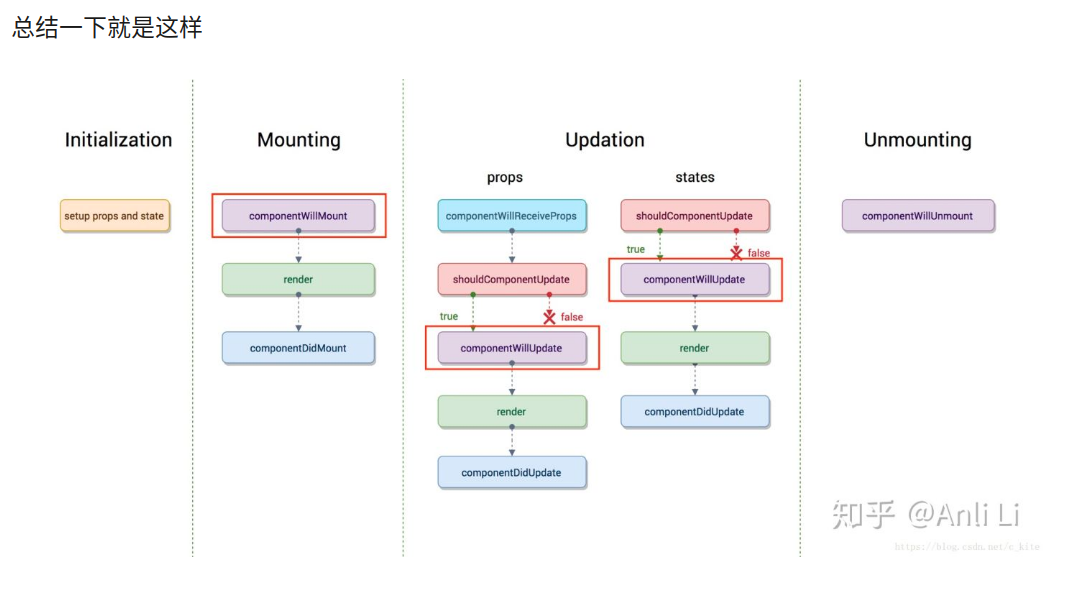 总结一下就是这样
Initialization
Mounting
Updation
Unmounting
props
states
setup props and state
componentWillMount
render
componentDidMount
componentWillReceiveProps
shouldComponentUpdate
true
false
componentWillUpdate
render
componentDidUpdate
shouldComponentUpdate
true
false
componentWillUpdate
render
componentDidUpdate
componentWillUnmount
知乎 @Anli Li
https://blog.csdn.net/c_kite